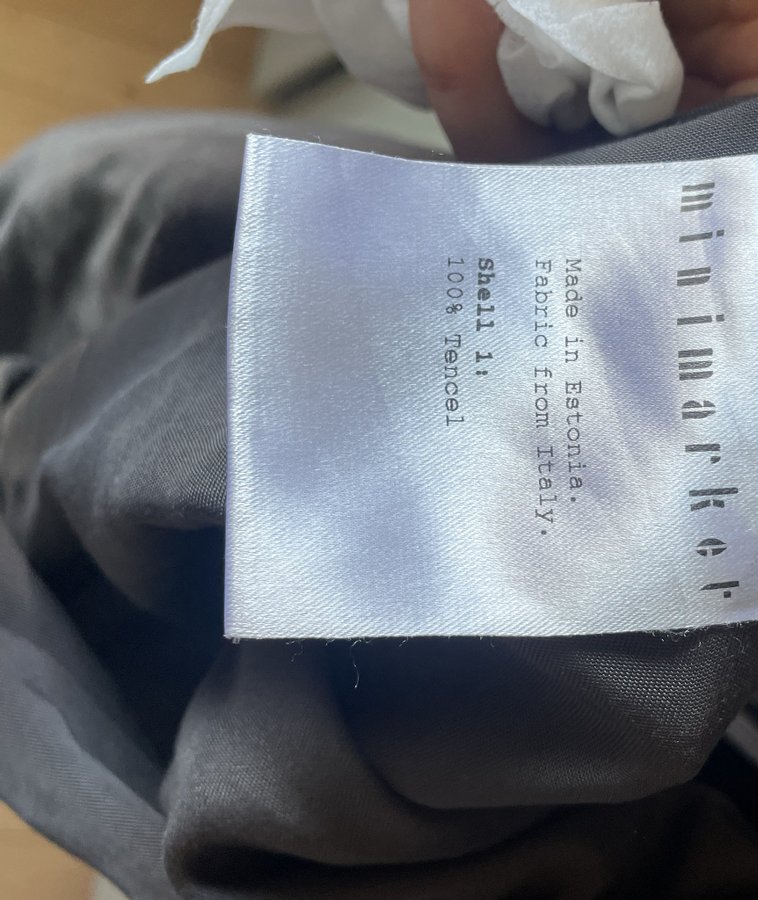 minimarket
Made in Estonia.
Fabric from Italy.
Shell 1:
100% Tencel